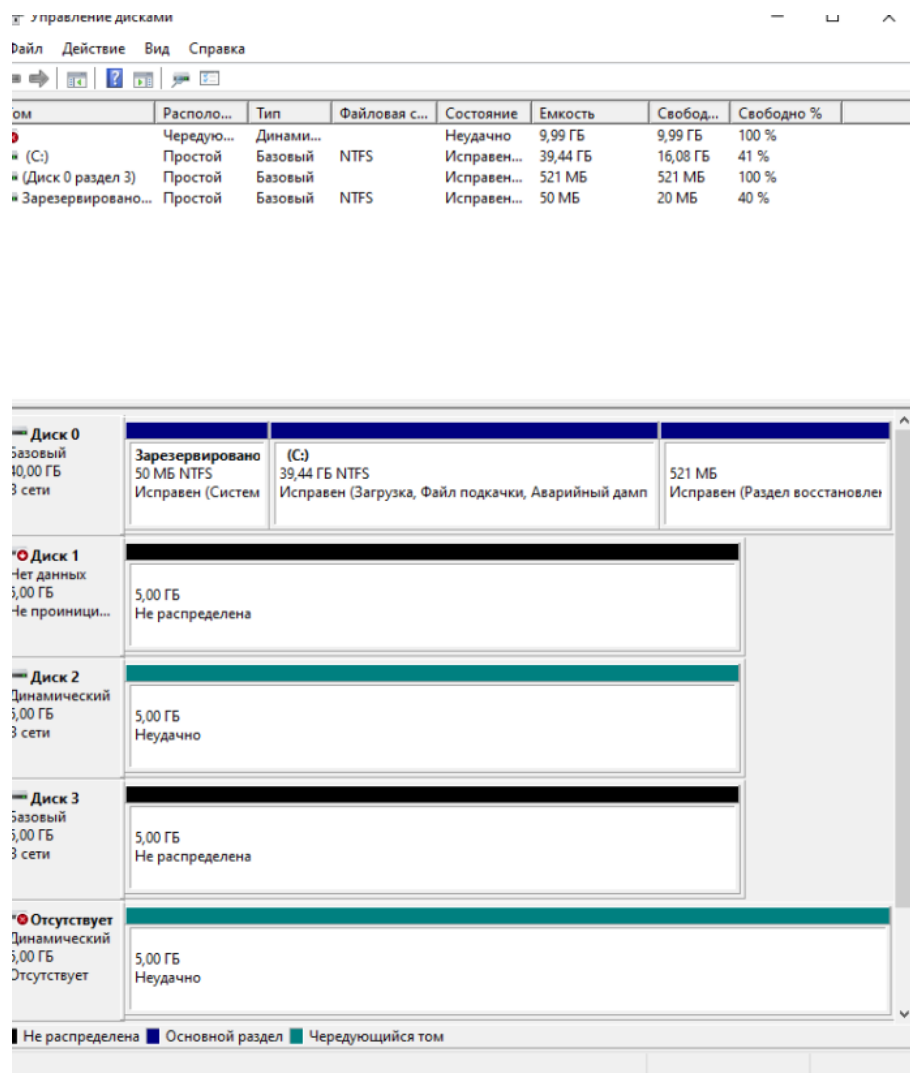 Управление дисками
Файл Действие Вид Справка
Том Располо... Тип Файловая с... Состояние Емкость Свобод... Свободно %
Чередую... Динами... Неудачно 9,99 ГБ 9,99 ГБ 100 %
(C:) Простой Базовый NTFS Исправен... 39,44 ГБ 16,08 ГБ 41 %
(Диск 0 раздел 3) Простой Базовый Исправен... 521 МБ 521 МБ 100 %
Зарезервировано... Простой Базовый NTFS Исправен... 50 МБ 20 МБ 40 %
Диск 0
Базовый
40,00 ГБ
В сети
Зарезервировано
50 МБ NTFS
Исправен (Систем
(C:)
39,44 ГБ NTFS
Исправен (Загрузка, Файл подкачки, Аварийный дамп
521 МБ
Исправен (Раздел восстановлен
Диск 1
Нет данных
5,00 ГБ
Не проиници...
5,00 ГБ
Не распределена
Диск 2
Динамический
5,00 ГБ
В сети
5,00 ГБ
Неудачно
Диск 3
Базовый
5,00 ГБ
В сети
5,00 ГБ
Не распределена
Отсутствует
Динамический
5,00 ГБ
Отсутствует
5,00 ГБ
Неудачно
Не распределена Основной раздел Чередующийся том